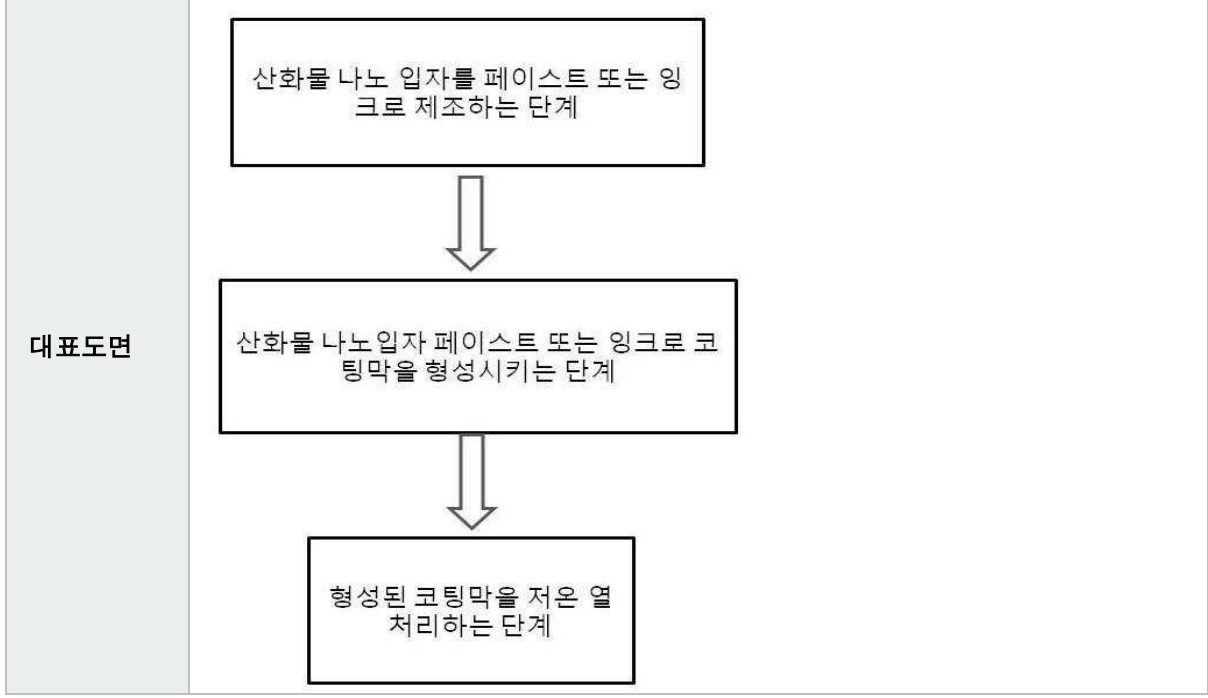 산화물 나노 입자를 페이스트 또는 잉
크로 제조하는 단계
대표도면
산화물 나노입자 페이스트 또는 잉크로 코
팅막을 형성시키는 단계
형성된 코팅막을 저온 열
처리하는 단계